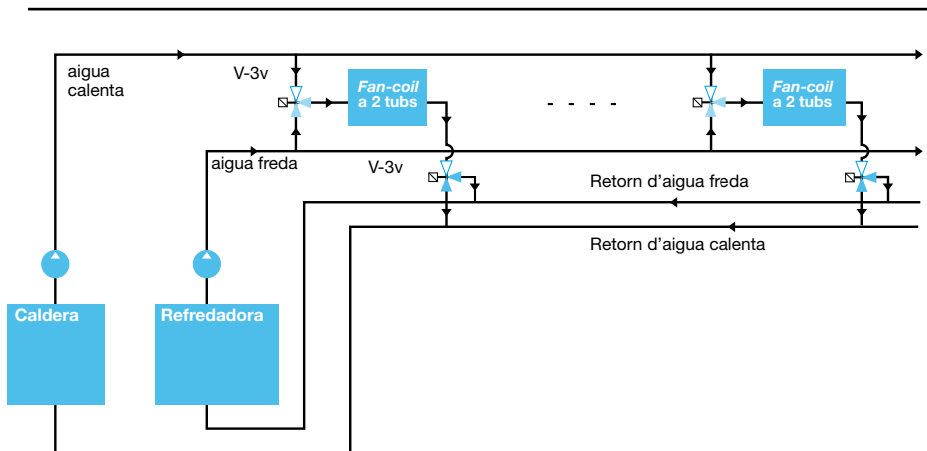 aigua
calenta
V-3v
Fan-coil
a 2 tubs
- - - -
Fan-coil
a 2 tubs
aigua freda
V-3v
Retorn d'aigua freda
Retorn d'aigua calenta
Caldera
Refredadora